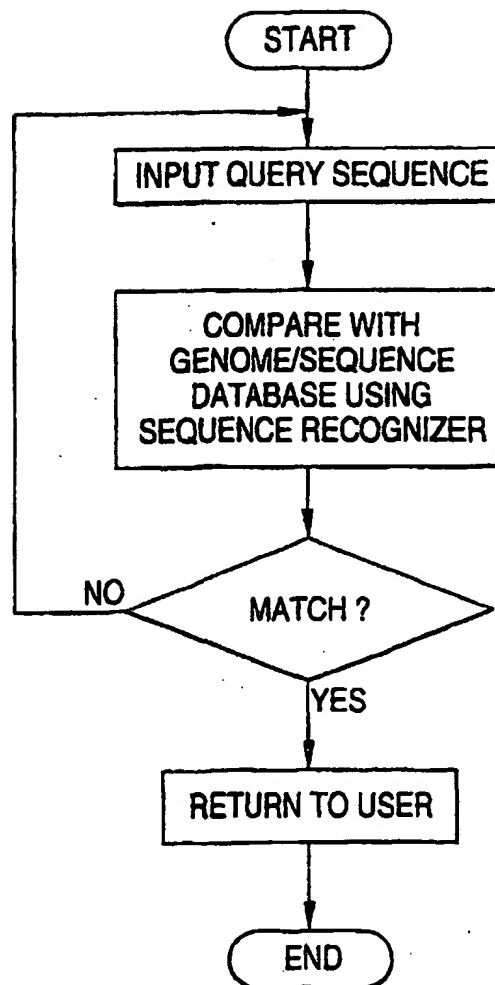 START
INPUT QUERY SEQUENCE
COMPARE WITH
GENOME/SEQUENCE
DATABASE USING
SEQUENCE RECOGNIZER
NO
MATCH ?
YES
RETURN TO USER
END